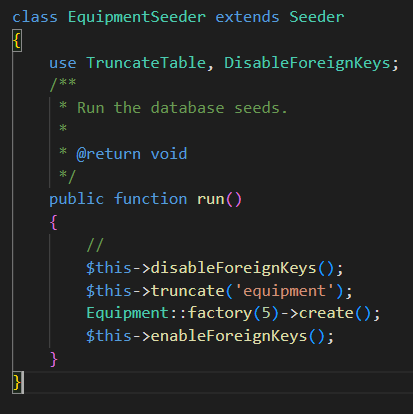 class EquipmentSeeder extends Seeder
{
    use TruncateTable, DisableForeignKeys;
    /**
     * Run the database seeds.
     *
     * @return void
     */
    public function run()
    {
        //
        $this->disableForeignKeys();
        $this->truncate('equipment');
        Equipment::factory(5)->create();
        $this->enableForeignKeys();
    }
}